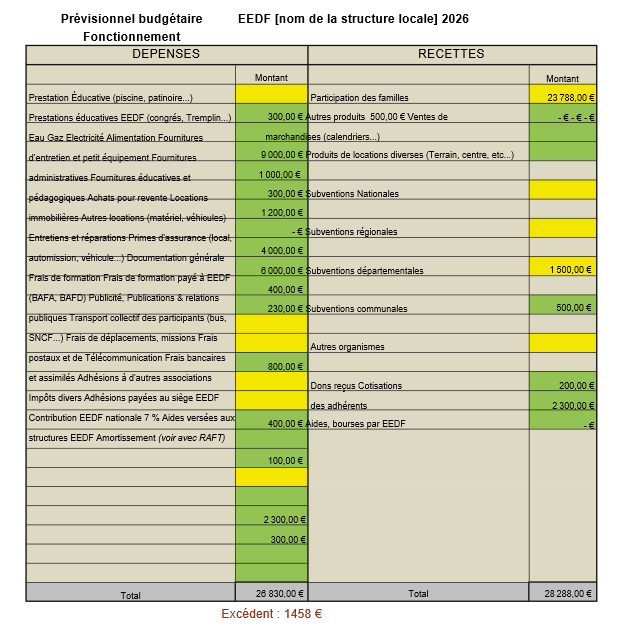 Prévisionnel budgétaire EEDF [nom de la structure locale] 2026
Fonctionnement
DEPENSES RECETTES
Montant Montant
Prestation Éducative (piscine, patinoire...) Participation des familles 23 788,00 €
Prestations éducatives EEDF (congrés, Tremplin...) 300,00 € Autres produits 500,00 € Ventes de - € - € - €
Eau Gaz Electricité Alimentation Fournitures marchandises (calendriers...)
d'entretien et petit équipement Fournitures 9 000,00 € Produits de locations diverses (Terrain, centre, etc...)
administratives Fournitures éducatives et 1 000,00 €
pédagogiques Achats pour revente Locations 300,00 € Subventions Nationales
immobilières Autres locations (matériel, véhicules) 1 200,00 €
Entretiens et réparations Primes d'assurance (local, - € Subventions régionales
automission, véhicule...) Documentation générale 4 000,00 €
Frais de formation Frais de formation payé à EEDF 6 000,00 € Subventions départementales 1 500,00 €
(BAFA, BAFD) Publicité, Publications & relations 400,00 €
publiques Transport collectif des participants (bus, 230,00 € Subventions communales 500,00 €
SNCF...) Frais de déplacements, missions Frais Autres organismes
postaux et de Télécommunication Frais bancaires 800,00 €
et assimilés Adhésions à d'autres associations Dons reçus Cotisations 200,00 €
Impôts divers Adhésions payées au siège EEDF des adhérents 2 300,00 €
Contribution EEDF nationale 7 % Aides versées aux 400,00 € Aides, bourses par EEDF - €
structures EEDF Amortissement (voir avec RAFT)
100,00 €
2 300,00 €
300,00 €
Total 26 830,00 € Total 28 288,00 €
Excédent : 1458 €